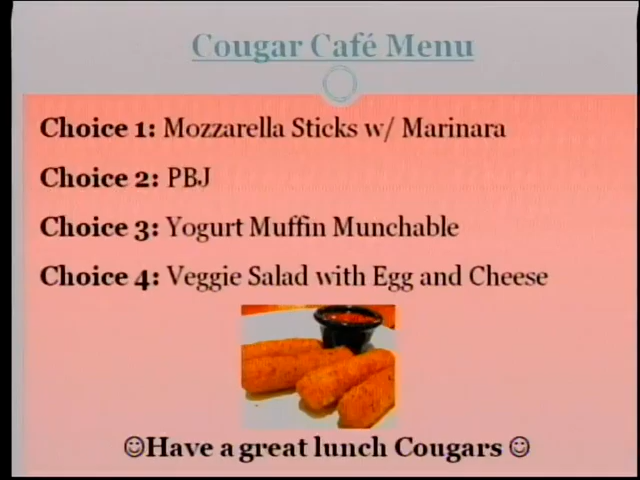 Cougar Café Menu
Choice 1: Mozzarella Sticks w/ Marinara
Choice 2: PBJ
Choice 3: Yogurt Muffin Munchable
Choice 4: Veggie Salad with Egg and Cheese
☺Have a great lunch Cougars ☺